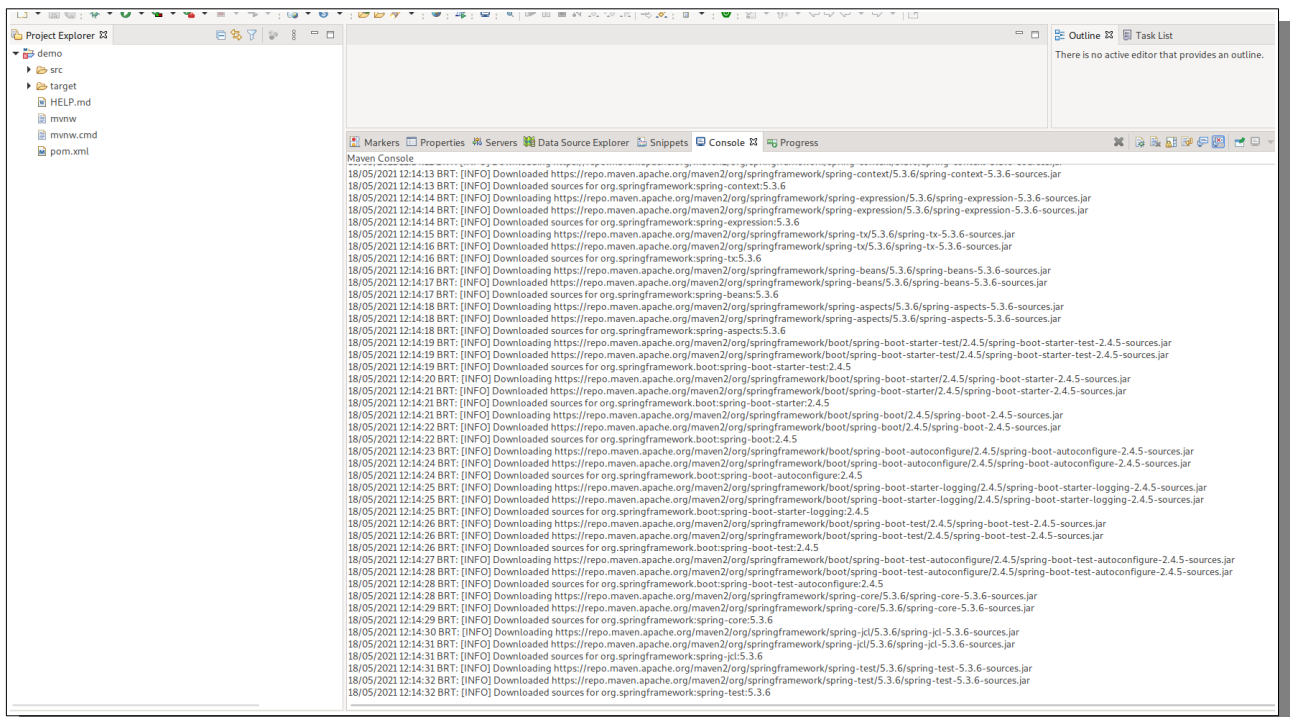 Project Explorer
demo
src
target
HELP.md
mvnw
mvnw.cmd
pom.xml
Outline Task List
There is no active editor that provides an outline.
Markers Properties Servers Data Source Explorer Snippets Console Progress
Maven Console
18/05/2021 12:14:13 BRT: [INFO] Downloaded https://repo.maven.apache.org/maven2/org/springframework/spring-context/5.3.6/spring-context-5.3.6-sources.jar
18/05/2021 12:14:13 BRT: [INFO] Downloaded sources for org.springframework:spring-context:5.3.6
18/05/2021 12:14:14 BRT: [INFO] Downloading https://repo.maven.apache.org/maven2/org/springframework/spring-expression/5.3.6/spring-expression-5.3.6-sources.jar
18/05/2021 12:14:14 BRT: [INFO] Downloaded https://repo.maven.apache.org/maven2/org/springframework/spring-expression/5.3.6/spring-expression-5.3.6-sources.jar
18/05/2021 12:14:14 BRT: [INFO] Downloaded sources for org.springframework:spring-expression:5.3.6
18/05/2021 12:14:15 BRT: [INFO] Downloading https://repo.maven.apache.org/maven2/org/springframework/spring-tx/5.3.6/spring-tx-5.3.6-sources.jar
18/05/2021 12:14:16 BRT: [INFO] Downloaded https://repo.maven.apache.org/maven2/org/springframework/spring-tx/5.3.6/spring-tx-5.3.6-sources.jar
18/05/2021 12:14:16 BRT: [INFO] Downloaded sources for org.springframework:spring-tx:5.3.6
18/05/2021 12:14:16 BRT: [INFO] Downloading https://repo.maven.apache.org/maven2/org/springframework/spring-beans/5.3.6/spring-beans-5.3.6-sources.jar
18/05/2021 12:14:17 BRT: [INFO] Downloaded https://repo.maven.apache.org/maven2/org/springframework/spring-beans/5.3.6/spring-beans-5.3.6-sources.jar
18/05/2021 12:14:17 BRT: [INFO] Downloaded sources for org.springframework:spring-beans:5.3.6
18/05/2021 12:14:18 BRT: [INFO] Downloading https://repo.maven.apache.org/maven2/org/springframework/spring-aspects/5.3.6/spring-aspects-5.3.6-sources.jar
18/05/2021 12:14:18 BRT: [INFO] Downloaded https://repo.maven.apache.org/maven2/org/springframework/spring-aspects/5.3.6/spring-aspects-5.3.6-sources.jar
18/05/2021 12:14:18 BRT: [INFO] Downloaded sources for org.springframework:spring-aspects:5.3.6
18/05/2021 12:14:19 BRT: [INFO] Downloading https://repo.maven.apache.org/maven2/org/springframework/boot/spring-boot-starter-test/2.4.5/spring-boot-starter-test-2.4.5-sources.jar
18/05/2021 12:14:19 BRT: [INFO] Downloaded https://repo.maven.apache.org/maven2/org/springframework/boot/spring-boot-starter-test/2.4.5/spring-boot-starter-test-2.4.5-sources.jar
18/05/2021 12:14:19 BRT: [INFO] Downloaded sources for org.springframework.boot:spring-boot-starter-test:2.4.5
18/05/2021 12:14:20 BRT: [INFO] Downloading https://repo.maven.apache.org/maven2/org/springframework/boot/spring-boot-starter/2.4.5/spring-boot-starter-2.4.5-sources.jar
18/05/2021 12:14:21 BRT: [INFO] Downloaded https://repo.maven.apache.org/maven2/org/springframework/boot/spring-boot-starter/2.4.5/spring-boot-starter-2.4.5-sources.jar
18/05/2021 12:14:21 BRT: [INFO] Downloaded sources for org.springframework.boot:spring-boot-starter:2.4.5
18/05/2021 12:14:21 BRT: [INFO] Downloading https://repo.maven.apache.org/maven2/org/springframework/boot/spring-boot/2.4.5/spring-boot-2.4.5-sources.jar
18/05/2021 12:14:22 BRT: [INFO] Downloaded https://repo.maven.apache.org/maven2/org/springframework/boot/spring-boot/2.4.5/spring-boot-2.4.5-sources.jar
18/05/2021 12:14:22 BRT: [INFO] Downloaded sources for org.springframework.boot:spring-boot:2.4.5
18/05/2021 12:14:23 BRT: [INFO] Downloading https://repo.maven.apache.org/maven2/org/springframework/boot/spring-boot-autoconfigure/2.4.5/spring-boot-autoconfigure-2.4.5-sources.jar
18/05/2021 12:14:24 BRT: [INFO] Downloaded https://repo.maven.apache.org/maven2/org/springframework/boot/spring-boot-autoconfigure/2.4.5/spring-boot-autoconfigure-2.4.5-sources.jar
18/05/2021 12:14:24 BRT: [INFO] Downloaded sources for org.springframework.boot:spring-boot-autoconfigure:2.4.5
18/05/2021 12:14:25 BRT: [INFO] Downloading https://repo.maven.apache.org/maven2/org/springframework/boot/spring-boot-starter-logging/2.4.5/spring-boot-starter-logging-2.4.5-sources.jar
18/05/2021 12:14:25 BRT: [INFO] Downloaded https://repo.maven.apache.org/maven2/org/springframework/boot/spring-boot-starter-logging/2.4.5/spring-boot-starter-logging-2.4.5-sources.jar
18/05/2021 12:14:25 BRT: [INFO] Downloaded sources for org.springframework.boot:spring-boot-starter-logging:2.4.5
18/05/2021 12:14:26 BRT: [INFO] Downloading https://repo.maven.apache.org/maven2/org/springframework/boot/spring-boot-test/2.4.5/spring-boot-test-2.4.5-sources.jar
18/05/2021 12:14:26 BRT: [INFO] Downloaded https://repo.maven.apache.org/maven2/org/springframework/boot/spring-boot-test/2.4.5/spring-boot-test-2.4.5-sources.jar
18/05/2021 12:14:26 BRT: [INFO] Downloaded sources for org.springframework.boot:spring-boot-test:2.4.5
18/05/2021 12:14:27 BRT: [INFO] Downloading https://repo.maven.apache.org/maven2/org/springframework/boot/spring-boot-test-autoconfigure/2.4.5/spring-boot-test-autoconfigure-2.4.5-sources.jar
18/05/2021 12:14:28 BRT: [INFO] Downloaded https://repo.maven.apache.org/maven2/org/springframework/boot/spring-boot-test-autoconfigure/2.4.5/spring-boot-test-autoconfigure-2.4.5-sources.jar
18/05/2021 12:14:28 BRT: [INFO] Downloaded sources for org.springframework.boot:spring-boot-test-autoconfigure:2.4.5
18/05/2021 12:14:28 BRT: [INFO] Downloading https://repo.maven.apache.org/maven2/org/springframework/spring-core/5.3.6/spring-core-5.3.6-sources.jar
18/05/2021 12:14:29 BRT: [INFO] Downloaded https://repo.maven.apache.org/maven2/org/springframework/spring-core/5.3.6/spring-core-5.3.6-sources.jar
18/05/2021 12:14:29 BRT: [INFO] Downloaded sources for org.springframework:spring-core:5.3.6
18/05/2021 12:14:30 BRT: [INFO] Downloading https://repo.maven.apache.org/maven2/org/springframework/spring-jcl/5.3.6/spring-jcl-5.3.6-sources.jar
18/05/2021 12:14:31 BRT: [INFO] Downloaded https://repo.maven.apache.org/maven2/org/springframework/spring-jcl/5.3.6/spring-jcl-5.3.6-sources.jar
18/05/2021 12:14:31 BRT: [INFO] Downloaded sources for org.springframework:spring-jcl:5.3.6
18/05/2021 12:14:31 BRT: [INFO] Downloading https://repo.maven.apache.org/maven2/org/springframework/spring-test/5.3.6/spring-test-5.3.6-sources.jar
18/05/2021 12:14:32 BRT: [INFO] Downloaded https://repo.maven.apache.org/maven2/org/springframework/spring-test/5.3.6/spring-test-5.3.6-sources.jar
18/05/2021 12:14:32 BRT: [INFO] Downloaded sources for org.springframework:spring-test:5.3.6